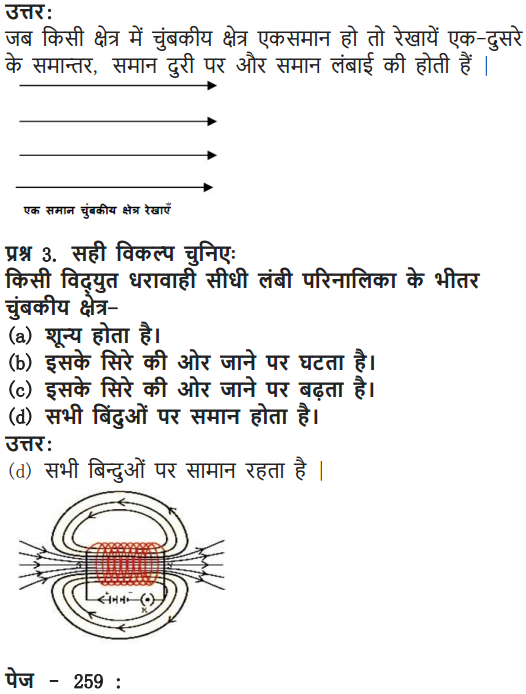 उत्तर:
जब किसी क्षेत्र में चुंबकीय क्षेत्र एकसमान हो तो रेखायें एक-दुसरे
के समान्तर, समान दुरी पर और समान लंबाई की होती हैं |
एक समान चुंबकीय क्षेत्र रेखाएँ
प्रश्न 3. सही विकल्प चुनिएः
किसी विद्युत धरावाही सीधी लंबी परिनालिका के भीतर
चुंबकीय क्षेत्र-
(a) शून्य होता है।
(b) इसके सिरे की ओर जाने पर घटता है।
(c) इसके सिरे की ओर जाने पर बढ़ता है।
(d) सभी बिंदुओं पर समान होता है।
उत्तर:
(d) सभी बिन्दुओं पर सामान रहता है |
+ -
K
पेज - 259 :